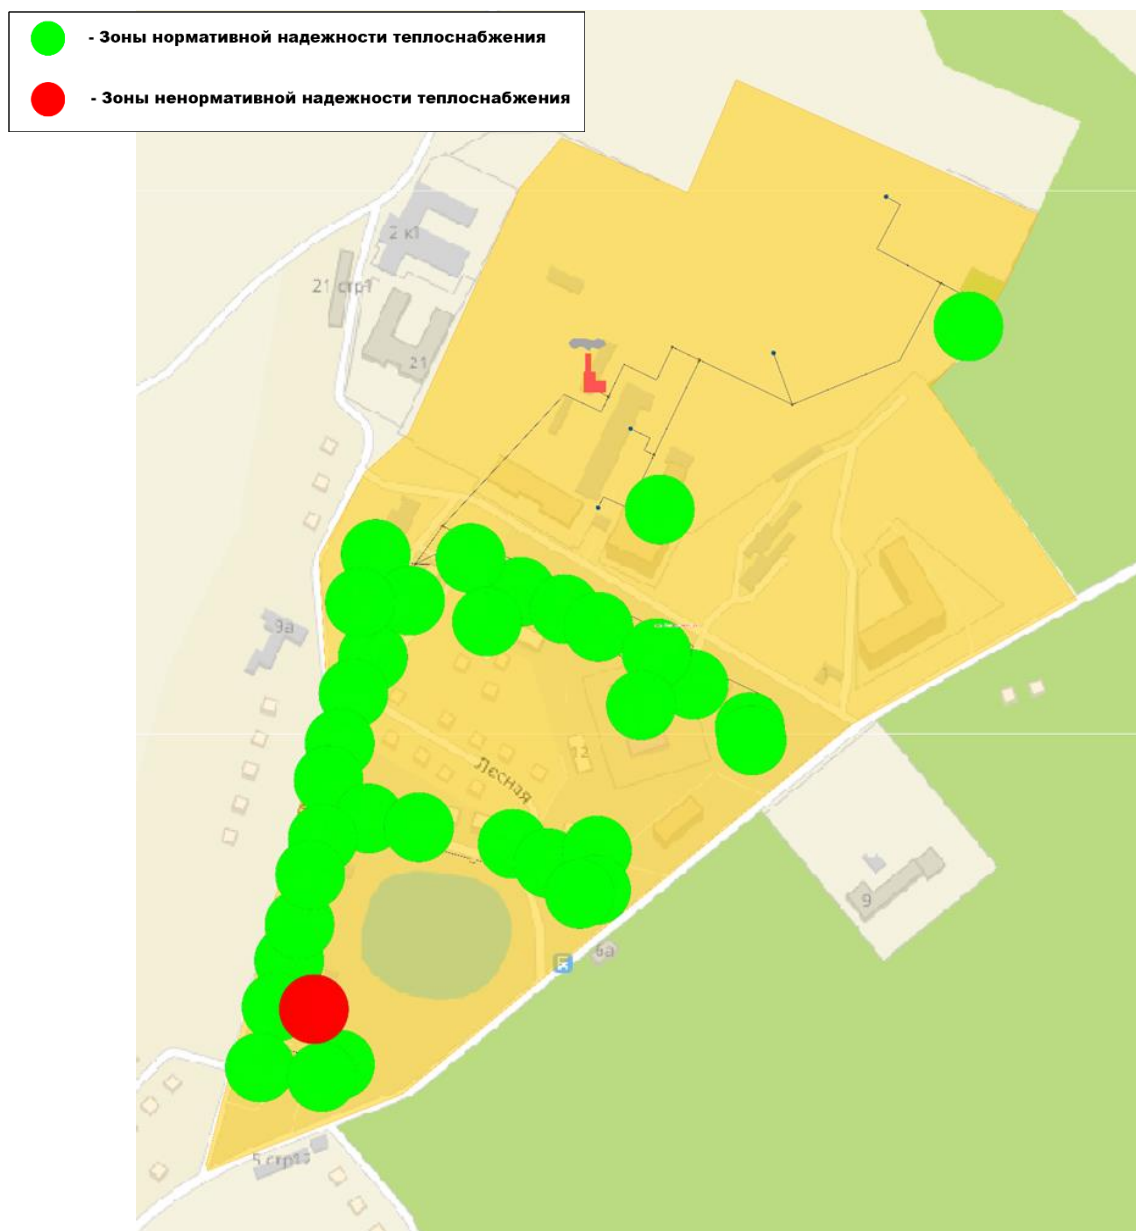 - Зоны нормативной надежности теплоснабжения
- Зоны ненормативной надежности теплоснабжения
2 к1
21 стр1
21
9а
12
Лесная
9
6а
5 стр13